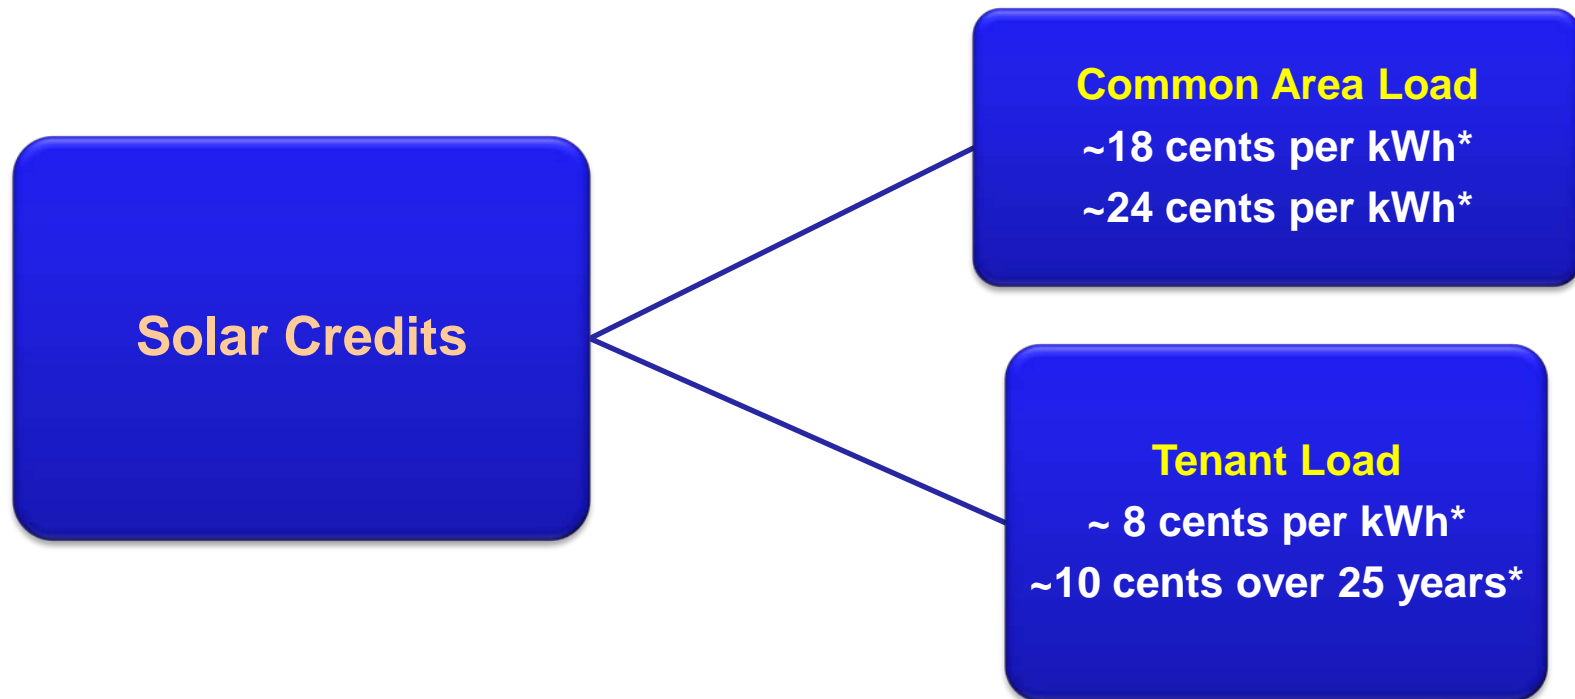 Solar Credits
Common Area Load
~18 cents per kWh*
~24 cents per kWh*
Tenant Load
~ 8 cents per kWh*
~10 cents over 25 years*